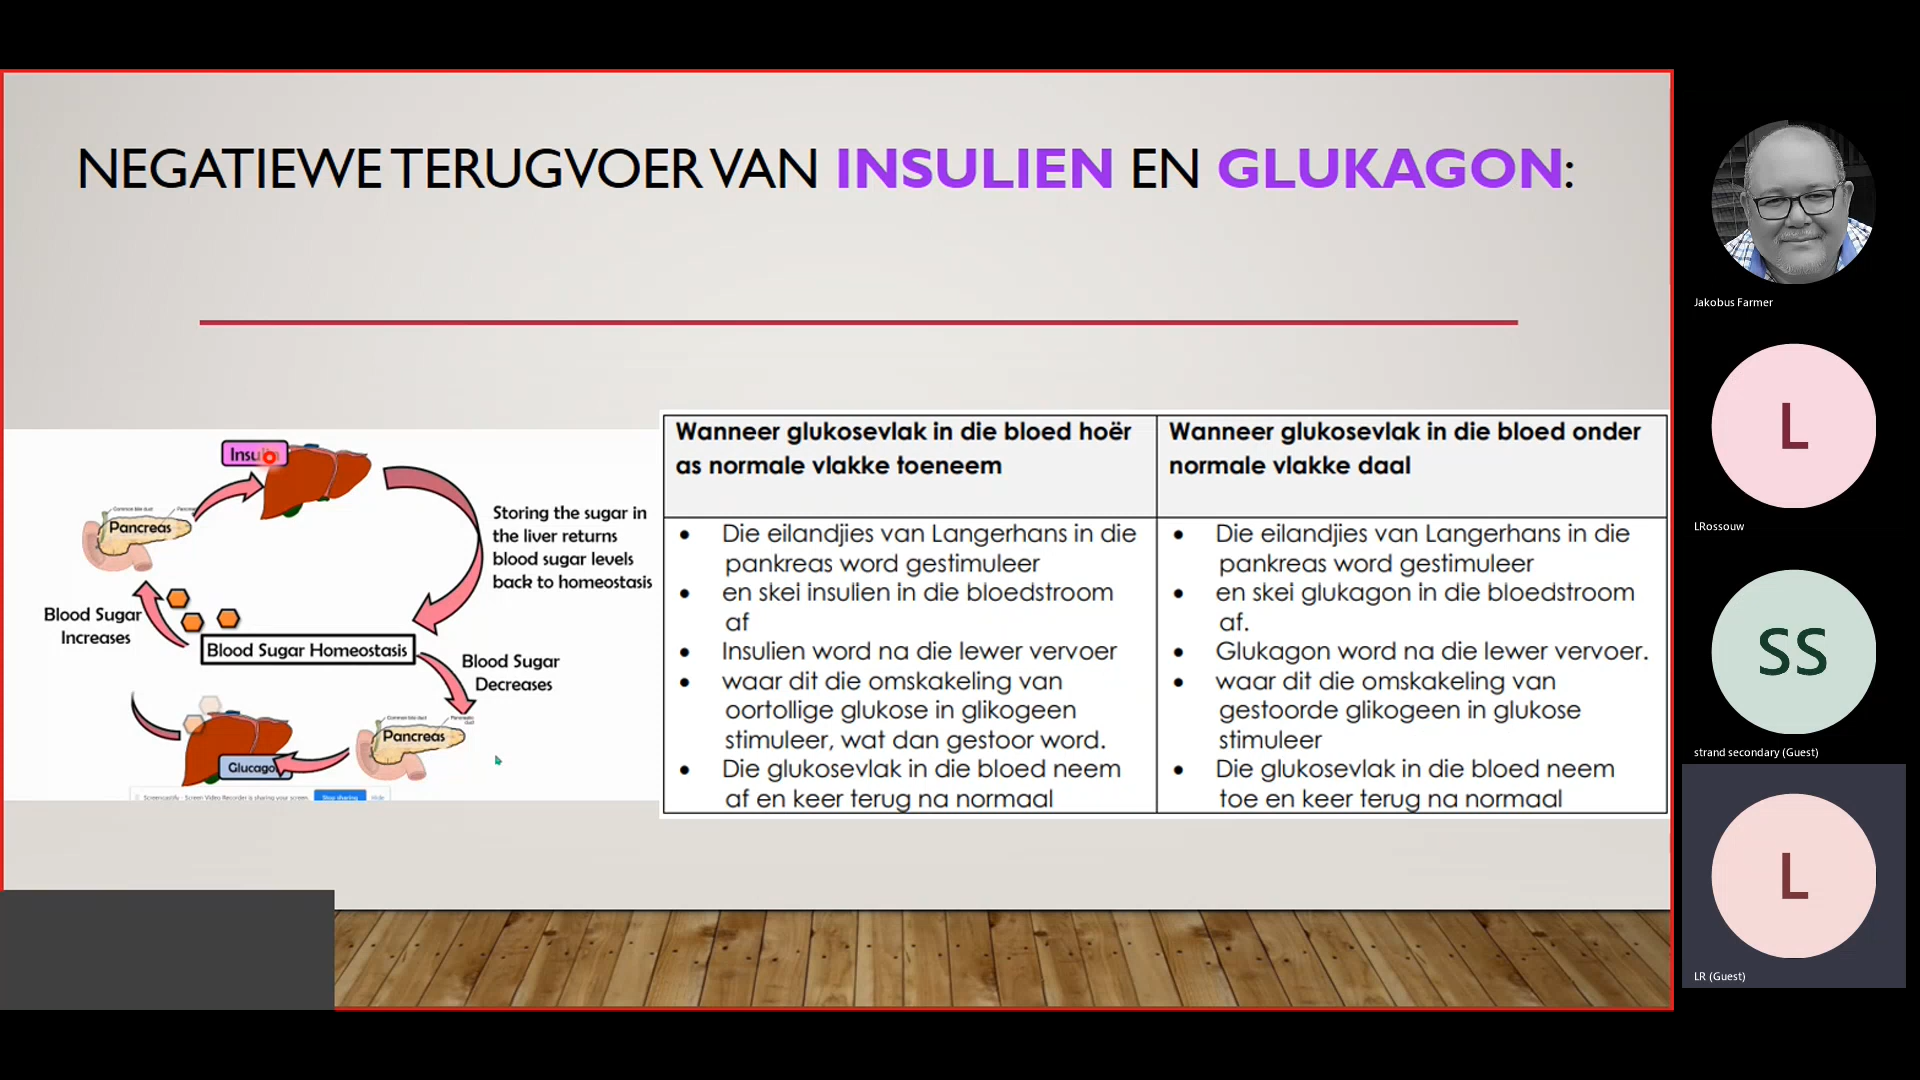 NEGATIEWE TERUGVOER VAN INSULIEN EN GLUKAGON:
Pancreas
Storing the sugar in
the liver returns
blood sugar levels
back to homeostasis
Blood Sugar
Increases
Blood Sugar Homeostasis
Blood Sugar
Decreases
Pancreas
Common bile duct
Stop sharing
Hide
Wanneer glukosevlak in die bloed hoër
as normale vlakke toeneem
• Die eilandjies van Langerhans in die
pankreas word gestimuleer
• en skei insulien in die bloedstroom
af
• Insulien word na die lewer vervoer
• waar dit die omskakeling van
oortollige glukose in glikogeen
stimuleer, wat dan gestoor word.
• Die glukosevlak in die bloed neem
af en keer terug na normaal
Wanneer glukosevlak in die bloed onder
normale vlakke daal
• Die eilandjies van Langerhans in die
pankreas word gestimuleer
• en skei glukagon in die bloedstroom
af.
• Glukagon word na die lewer vervoer.
• waar dit die omskakeling van
gestoorde glikogeen in glukose
stimuleer
• Die glukosevlak in die bloed neem
toe en keer terug na normaal
Jakobus Farmer
L
LRossouw
SS
strand secondary (Guest)
L
LR (Guest)